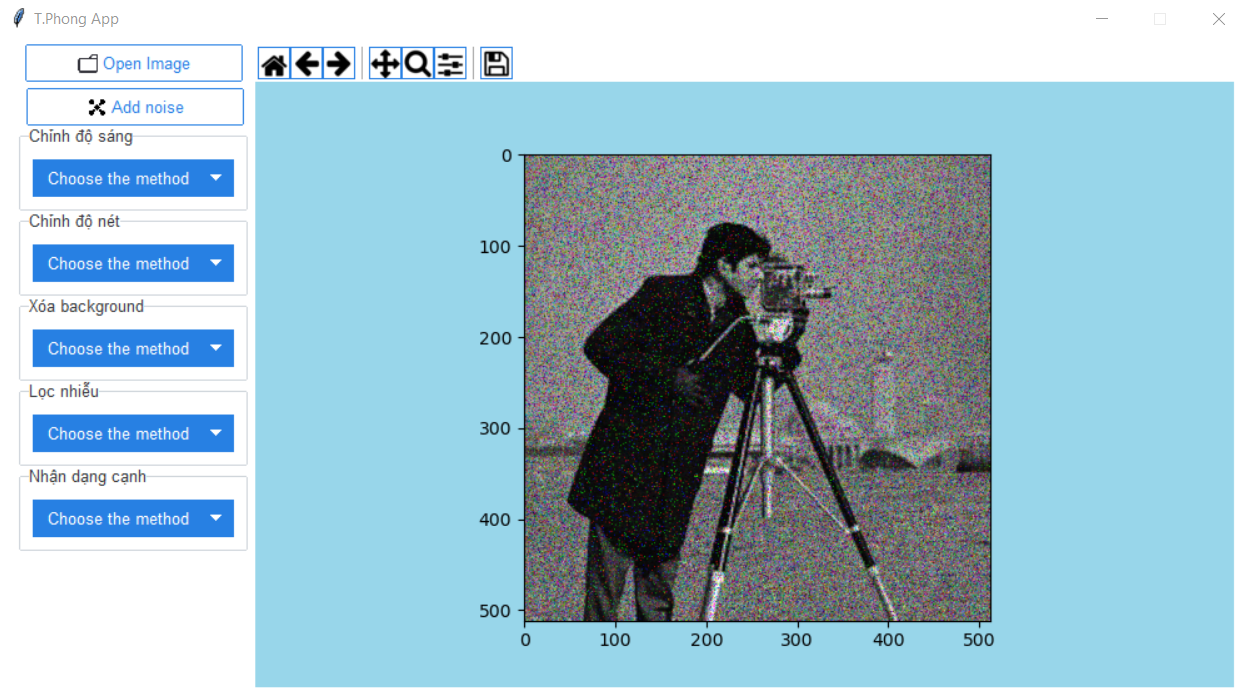 T.Phong App
Open Image
Add noise
Chỉnh độ sáng
Choose the method
Chỉnh độ nét
Choose the method
Xóa background
Choose the method
Lọc nhiễu
Choose the method
Nhận dạng cạnh
Choose the method
0
100
200
300
400
500
0 100 200 300 400 500